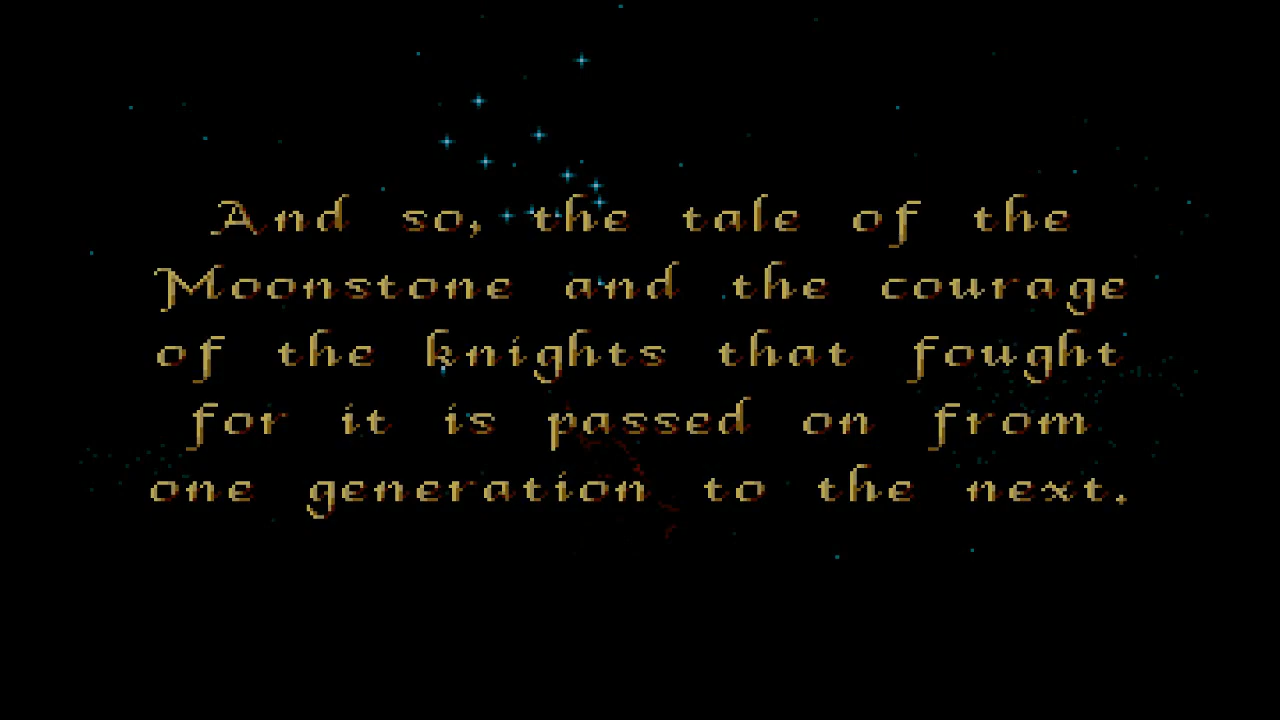 And so, the tale of the
Moonstone and the courage
of the knights that fought
for it is passed on from
one generation to the next.